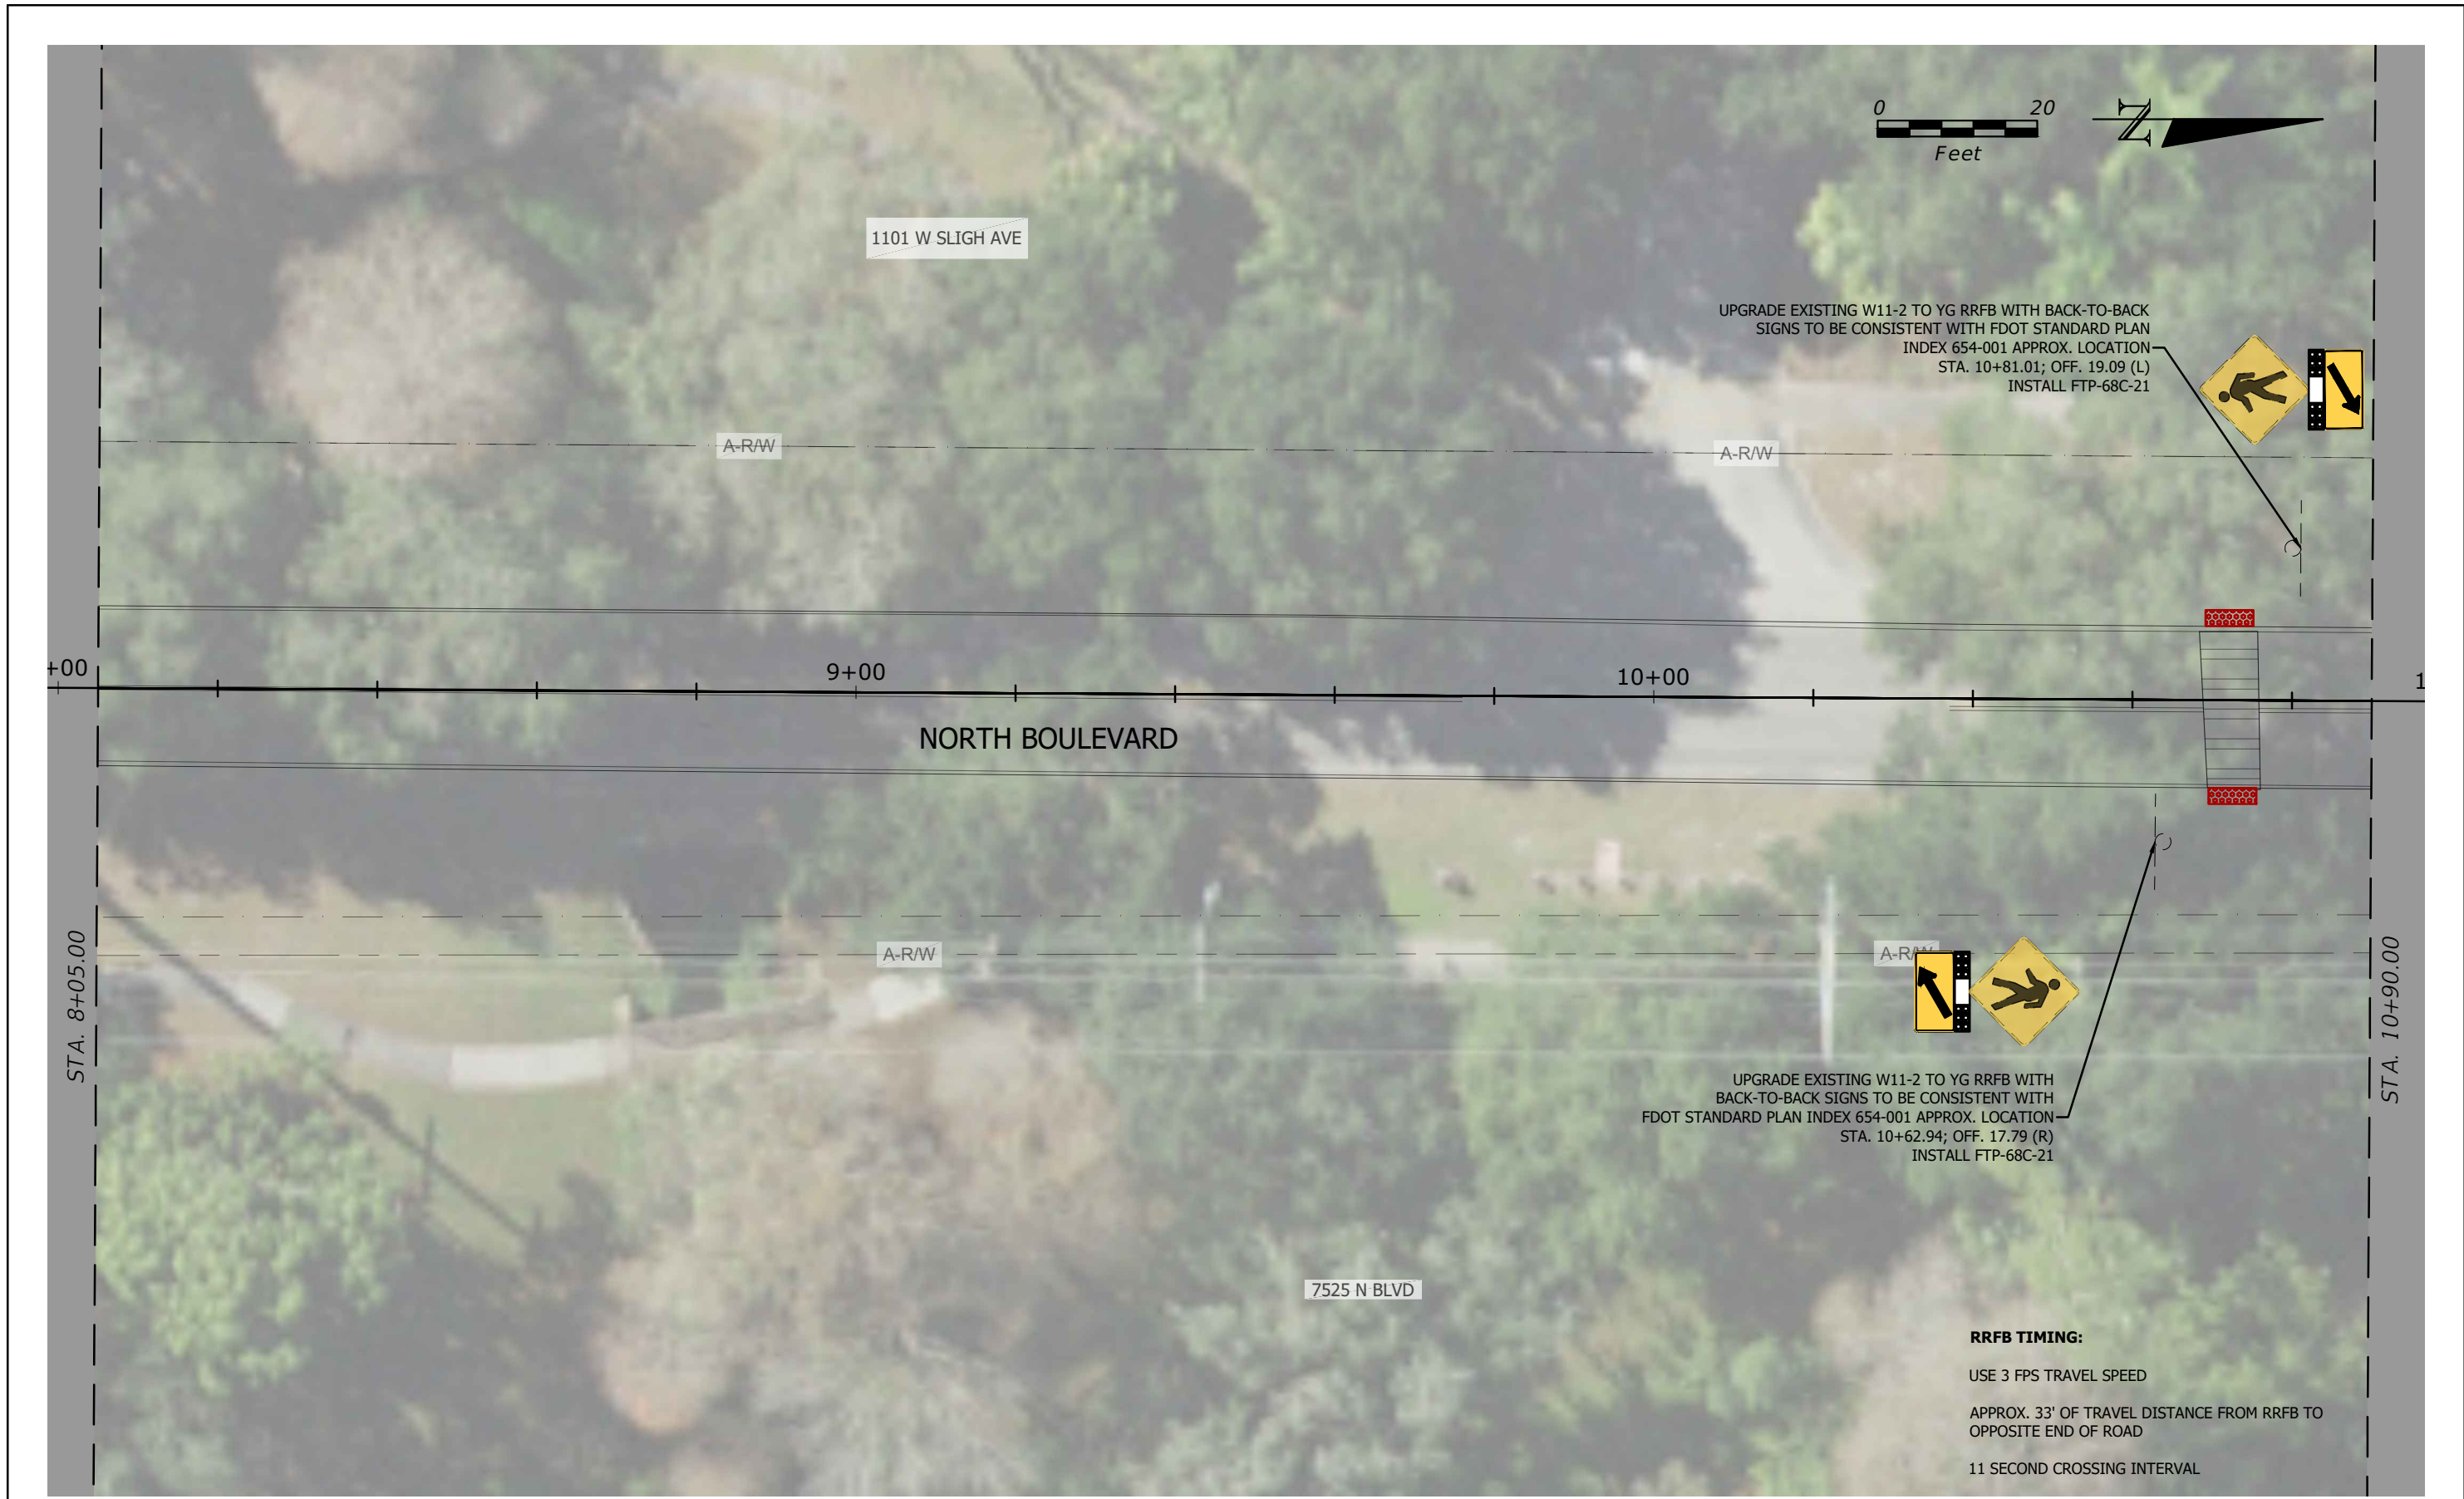 0 20
Feet
N
1101 W SLIGH AVE
UPGRADE EXISTING W11-2 TO YG RRFB WITH BACK-TO-BACK
SIGNS TO BE CONSISTENT WITH FDOT STANDARD PLAN
INDEX 654-001 APPROX. LOCATION
STA. 10+81.01; OFF. 19.09 (L)
INSTALL FTP-68C-21
A-R/W
A-R/W
+00
9+00
10+00
1
NORTH BOULEVARD
STA. 8+05.00
A-R/W
A-R/W
STA. 10+90.00
UPGRADE EXISTING W11-2 TO YG RRFB WITH
BACK-TO-BACK SIGNS TO BE CONSISTENT WITH
FDOT STANDARD PLAN INDEX 654-001 APPROX. LOCATION
STA. 10+62.94; OFF. 17.79 (R)
INSTALL FTP-68C-21
7525 N BLVD
RRFB TIMING:
USE 3 FPS TRAVEL SPEED
APPROX. 33' OF TRAVEL DISTANCE FROM RRFB TO
OPPOSITE END OF ROAD
11 SECOND CROSSING INTERVAL